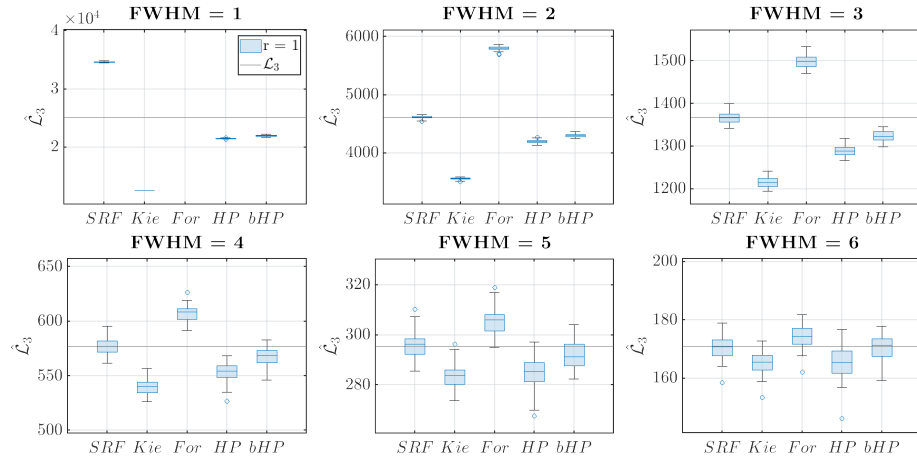 FWHM = 1
FWHM = 2
FWHM = 3
×10⁴
4
3
2
r = 1
ℒ₃
ℒ̂₃
SRF Kie For HP bHP
6000
5000
4000
ℒ̂₃
SRF Kie For HP bHP
1500
1400
1300
1200
ℒ̂₃
SRF Kie For HP bHP
FWHM = 4
FWHM = 5
FWHM = 6
650
600
550
500
ℒ̂₃
SRF Kie For HP bHP
320
300
280
260
ℒ̂₃
SRF Kie For HP bHP
200
180
160
ℒ̂₃
SRF Kie For HP bHP